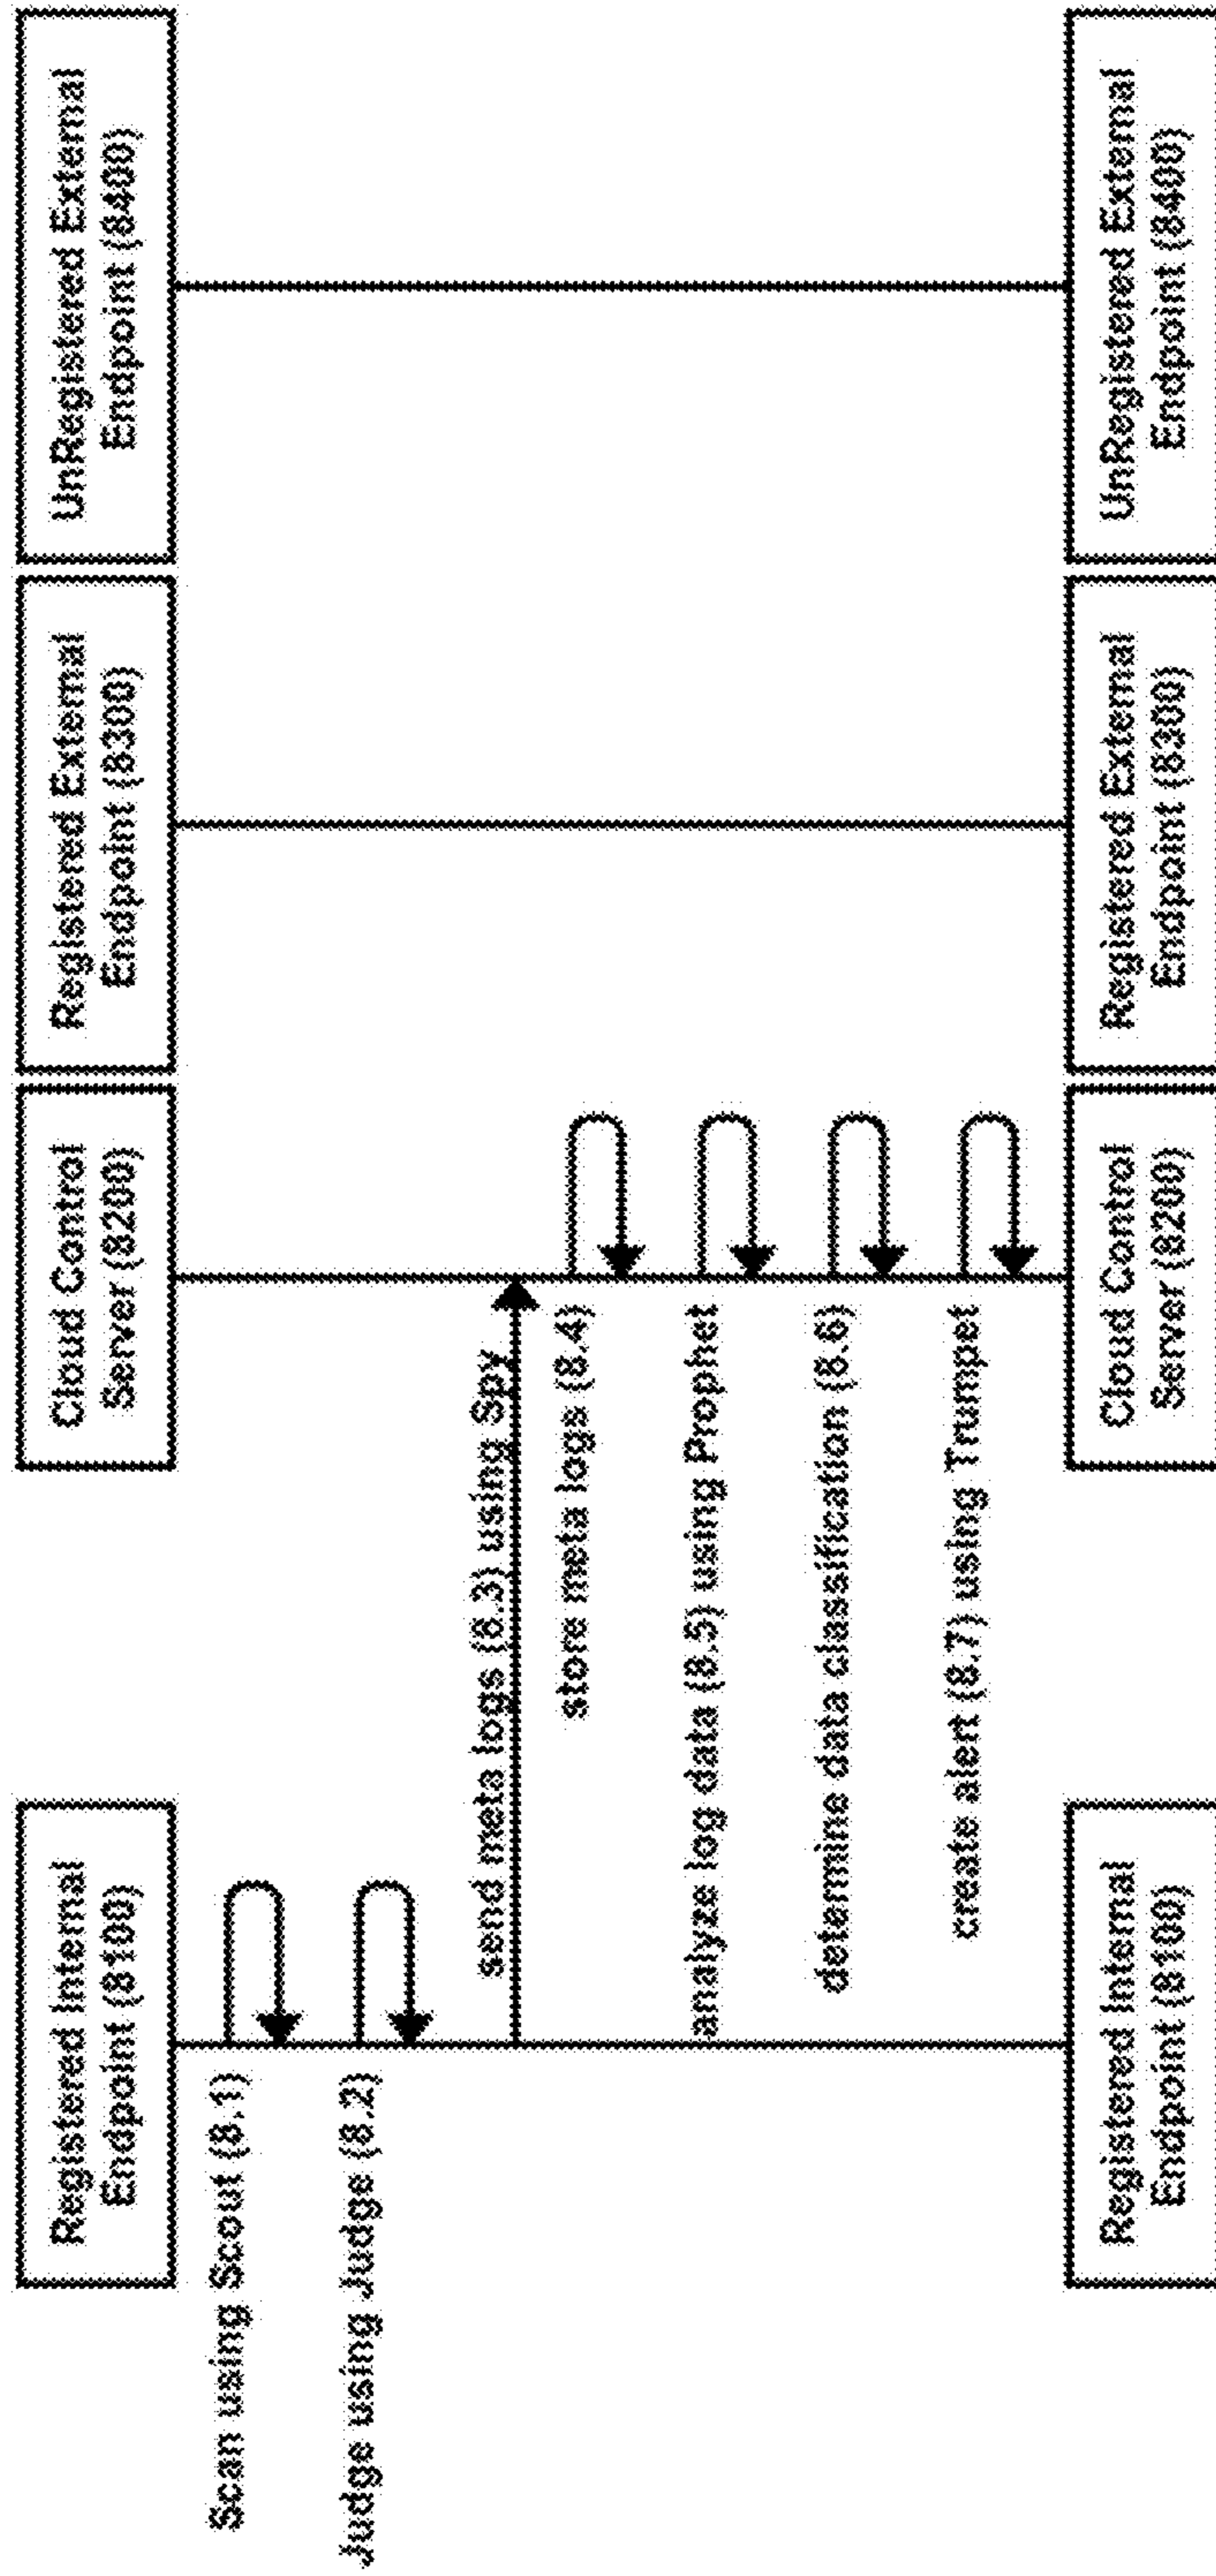 Registered Internal
Endpoint (8100)
Cloud Control
Server (8200)
Registered External
Endpoint (8300)
UnRegistered External
Endpoint (8400)
Scan using Scout (8.1)
Judge using Judge (8.2)
send meta logs (8.3) using Spy
store meta logs (8.4)
analyze log data (8.5) using Prophet
determine data classification (8.6)
create alert (8.7) using Trumpet
Registered Internal
Endpoint (8100)
Cloud Control
Server (8200)
Registered External
Endpoint (8300)
UnRegistered External
Endpoint (8400)